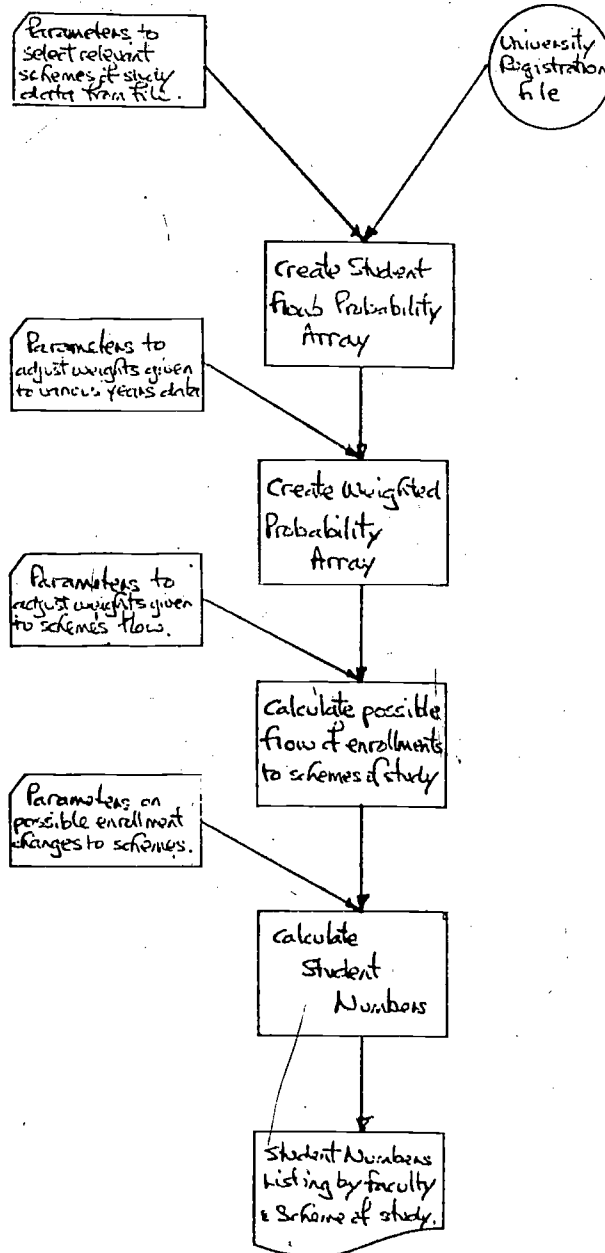 Parameters to
select relevant
schemes of study
data from file.
University
Registration
file
Create Student
flow Probability
Array
Parameters to
adjust weights given
to various years data
Create Weighted
Probability
Array
Parameters to
adjust weights given
to schemes flow.
Calculate possible
flow of enrollments
to schemes of study
Parameters on
possible enrollment
changes to schemes.
Calculate
Student
Numbers
Student Numbers
Listing by faculty
& Scheme of study.